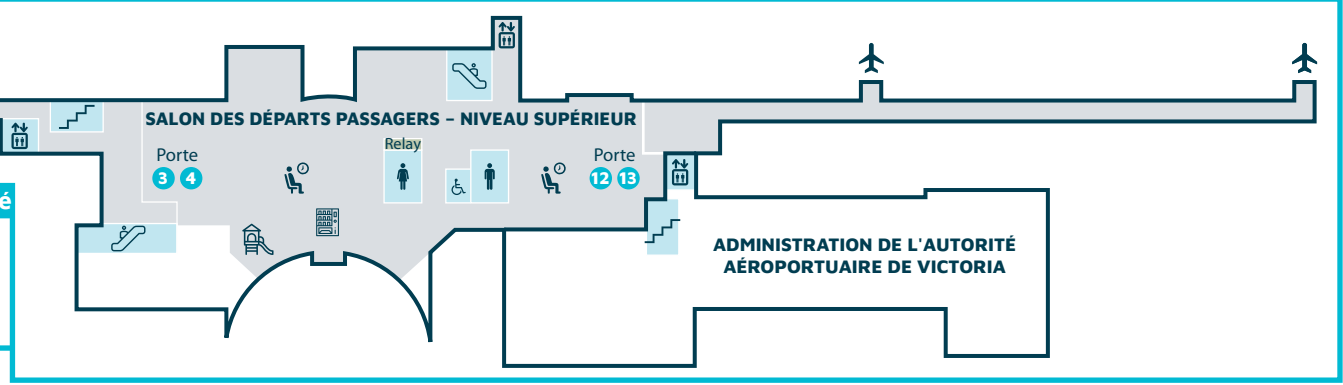 SALON DES DÉPARTS PASSAGERS – NIVEAU SUPÉRIEUR
Porte
3 4
Relay
Porte
12 13
é
ADMINISTRATION DE L'AUTORITÉ
AÉROPORTUAIRE DE VICTORIA